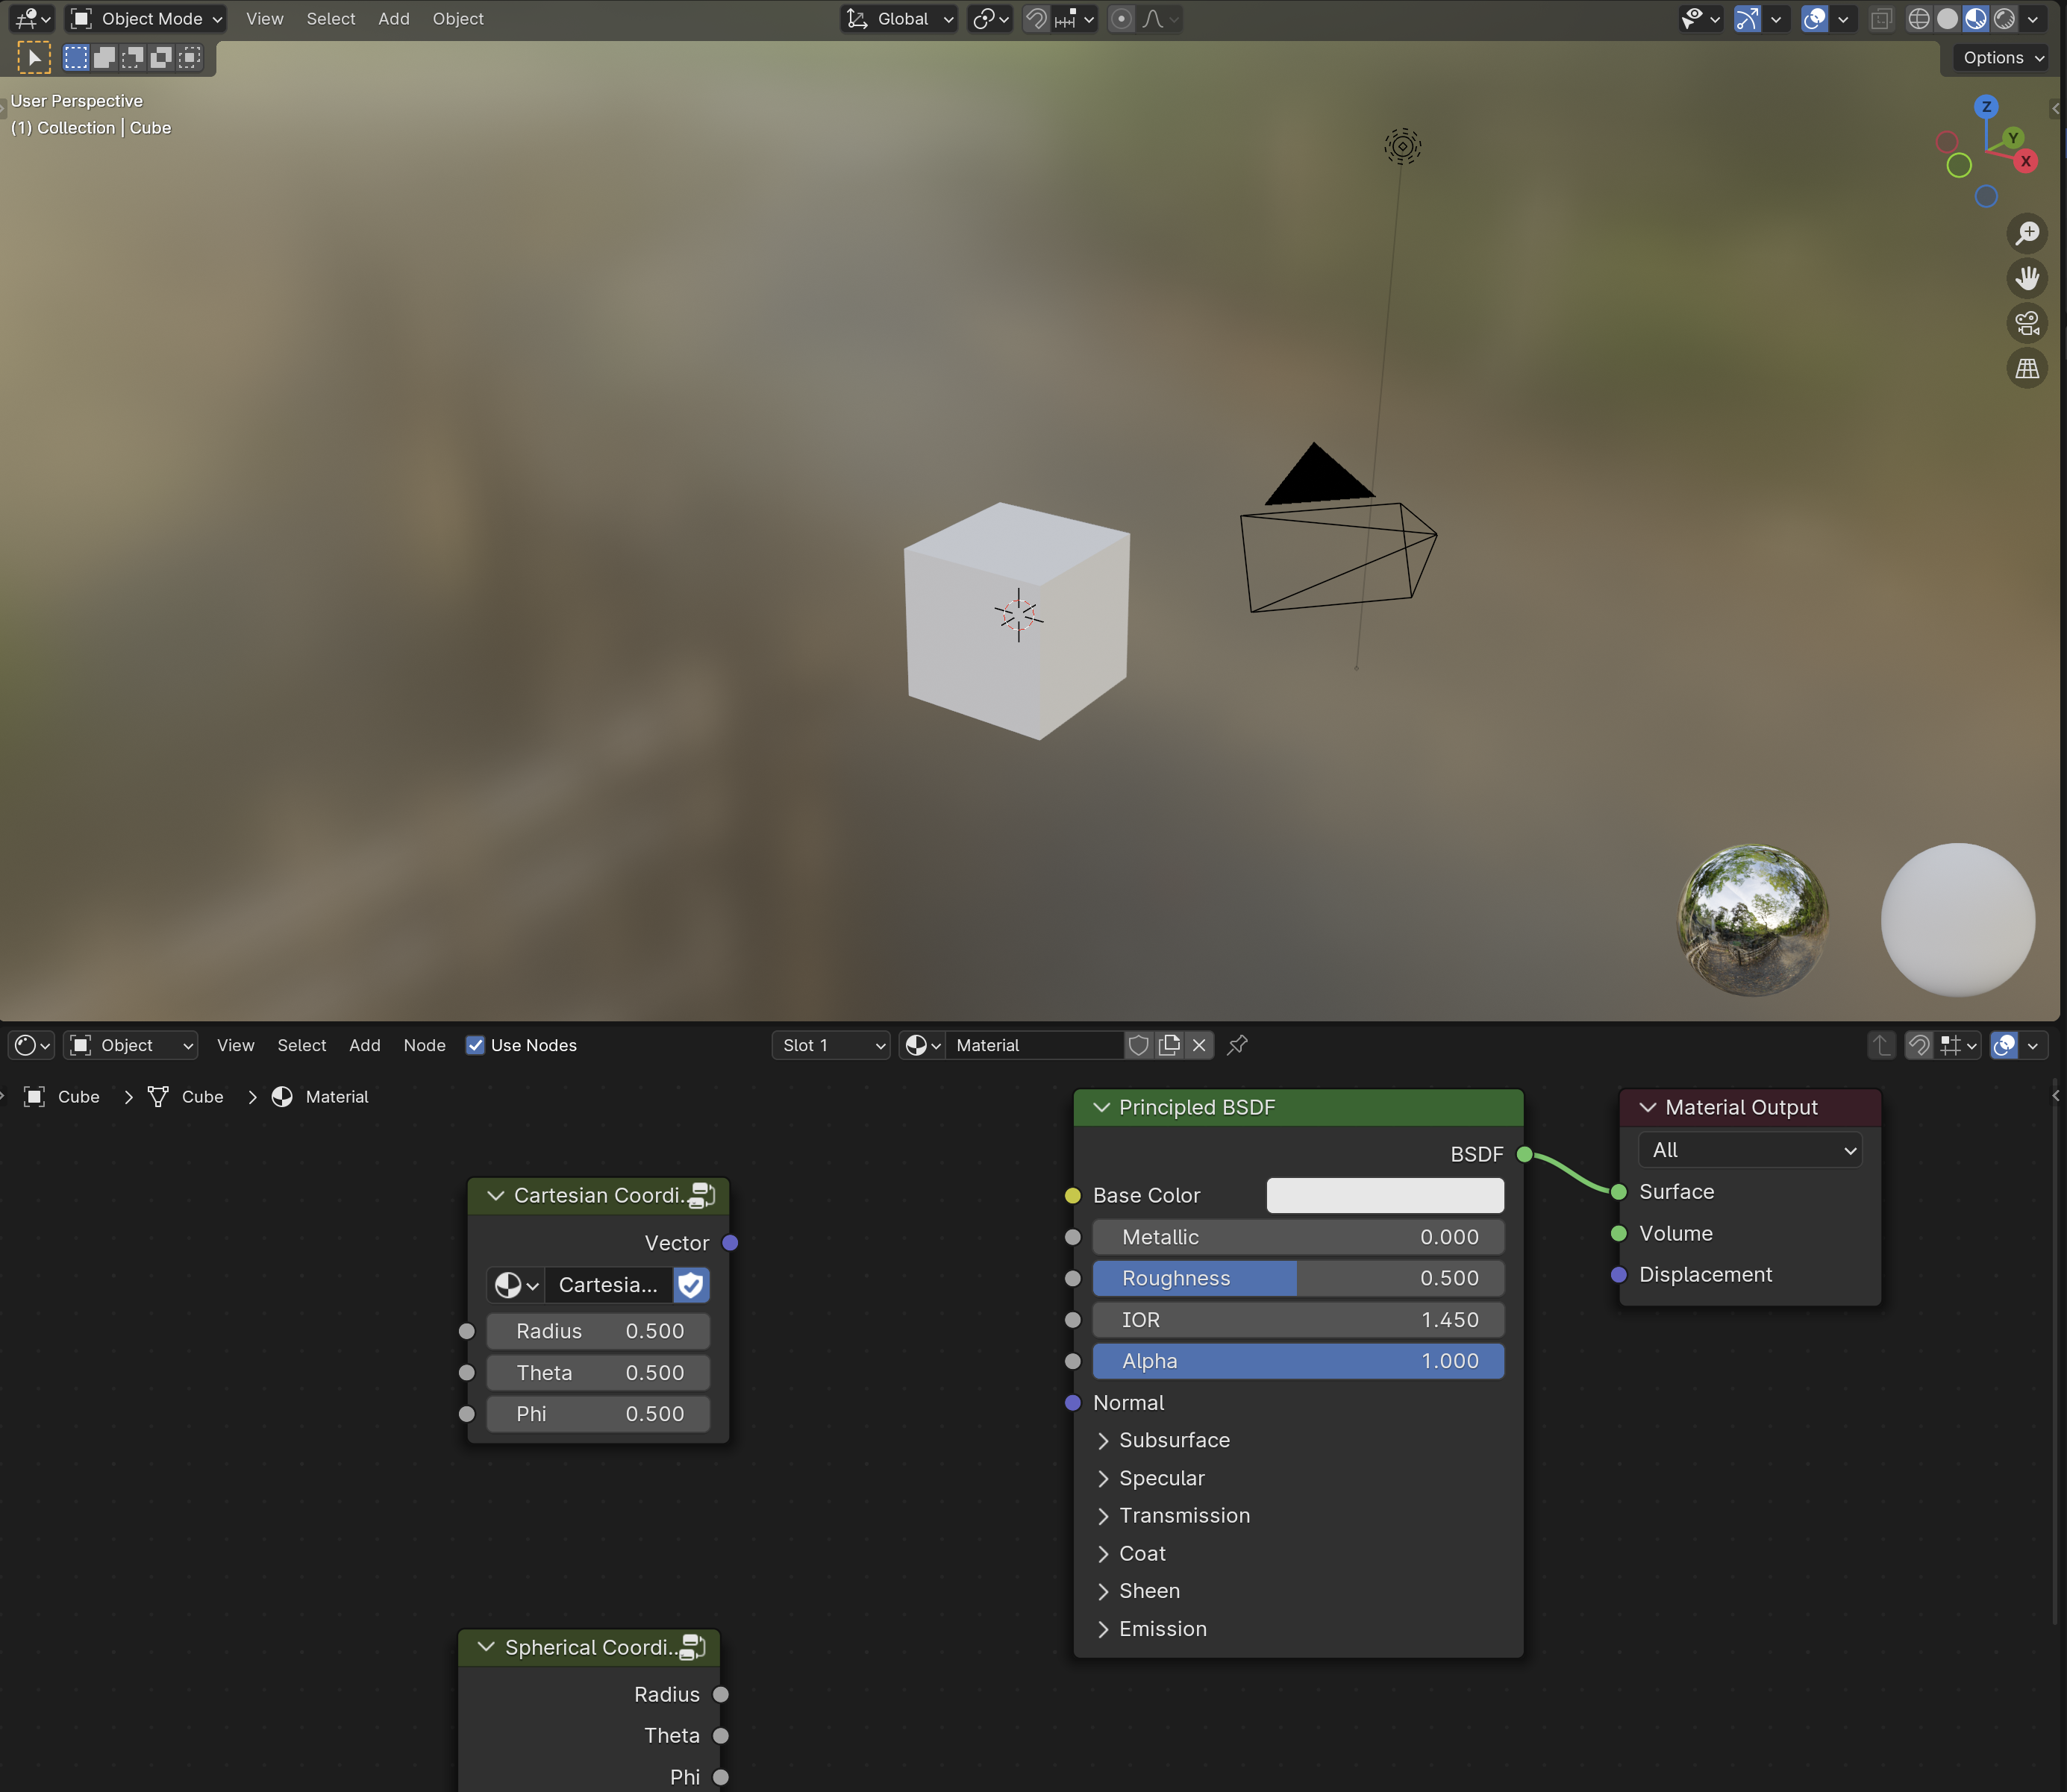 Object Mode View Select Add Object Global
Options
User Perspective
(1) Collection | Cube
Z
Y
X
Object View Select Add Node Use Nodes Slot 1 Material
Cube > Cube > Material
Principled BSDF
BSDF
Base Color
Metallic 0.000
Roughness 0.500
IOR 1.450
Alpha 1.000
Normal
Subsurface
Specular
Transmission
Coat
Sheen
Emission
Material Output
All
Surface
Volume
Displacement
Cartesian Coordi..
Vector
Cartesia...
Radius 0.500
Theta 0.500
Phi 0.500
Spherical Coordi..
Radius
Theta
Phi